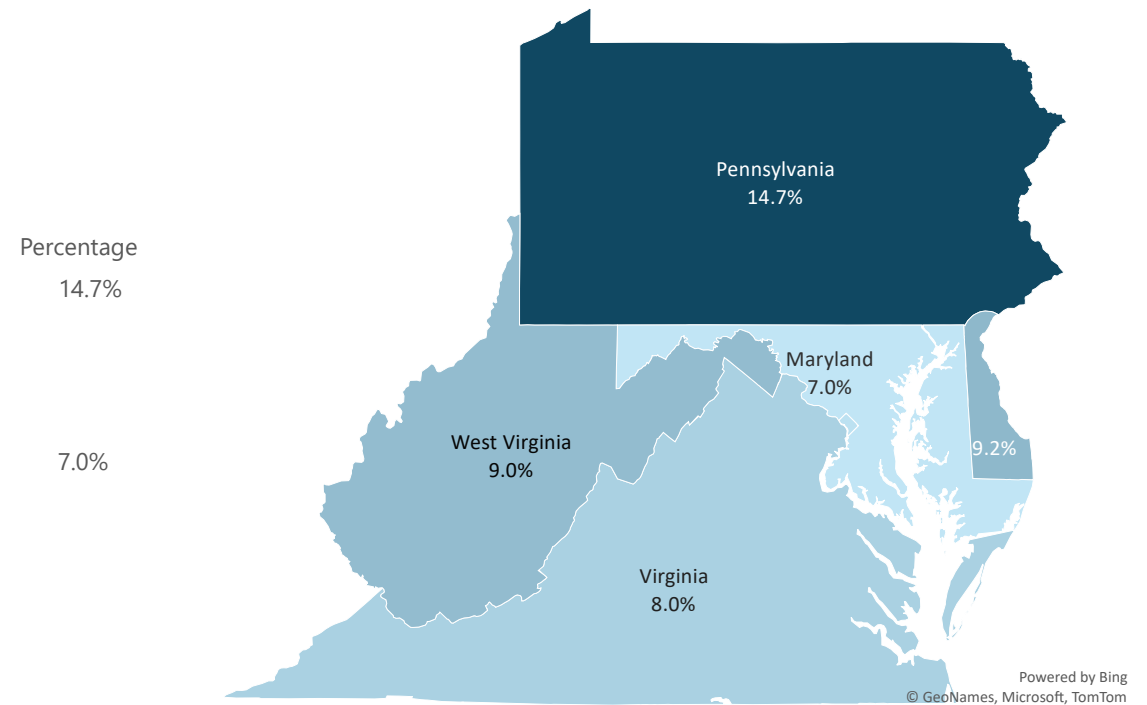 Pennsylvania
14.7%
Percentage
14.7%
Maryland
7.0%
West Virginia
9.0%
9.2%
7.0%
Virginia
8.0%
Powered by Bing
© GeoNames, Microsoft, TomTom